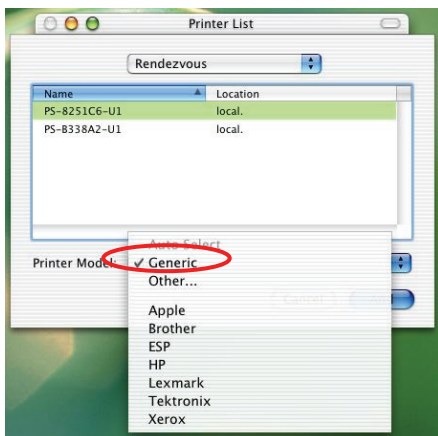 Printer List
Rendezvous
Name Location
PS-8251C6-U1 local.
PS-B338A2-U1 local.
Auto Select
Printer Model: ✓ Generic
Other...
Cancel
Apple
Brother
ESP
HP
Lexmark
Tektronix
Xerox